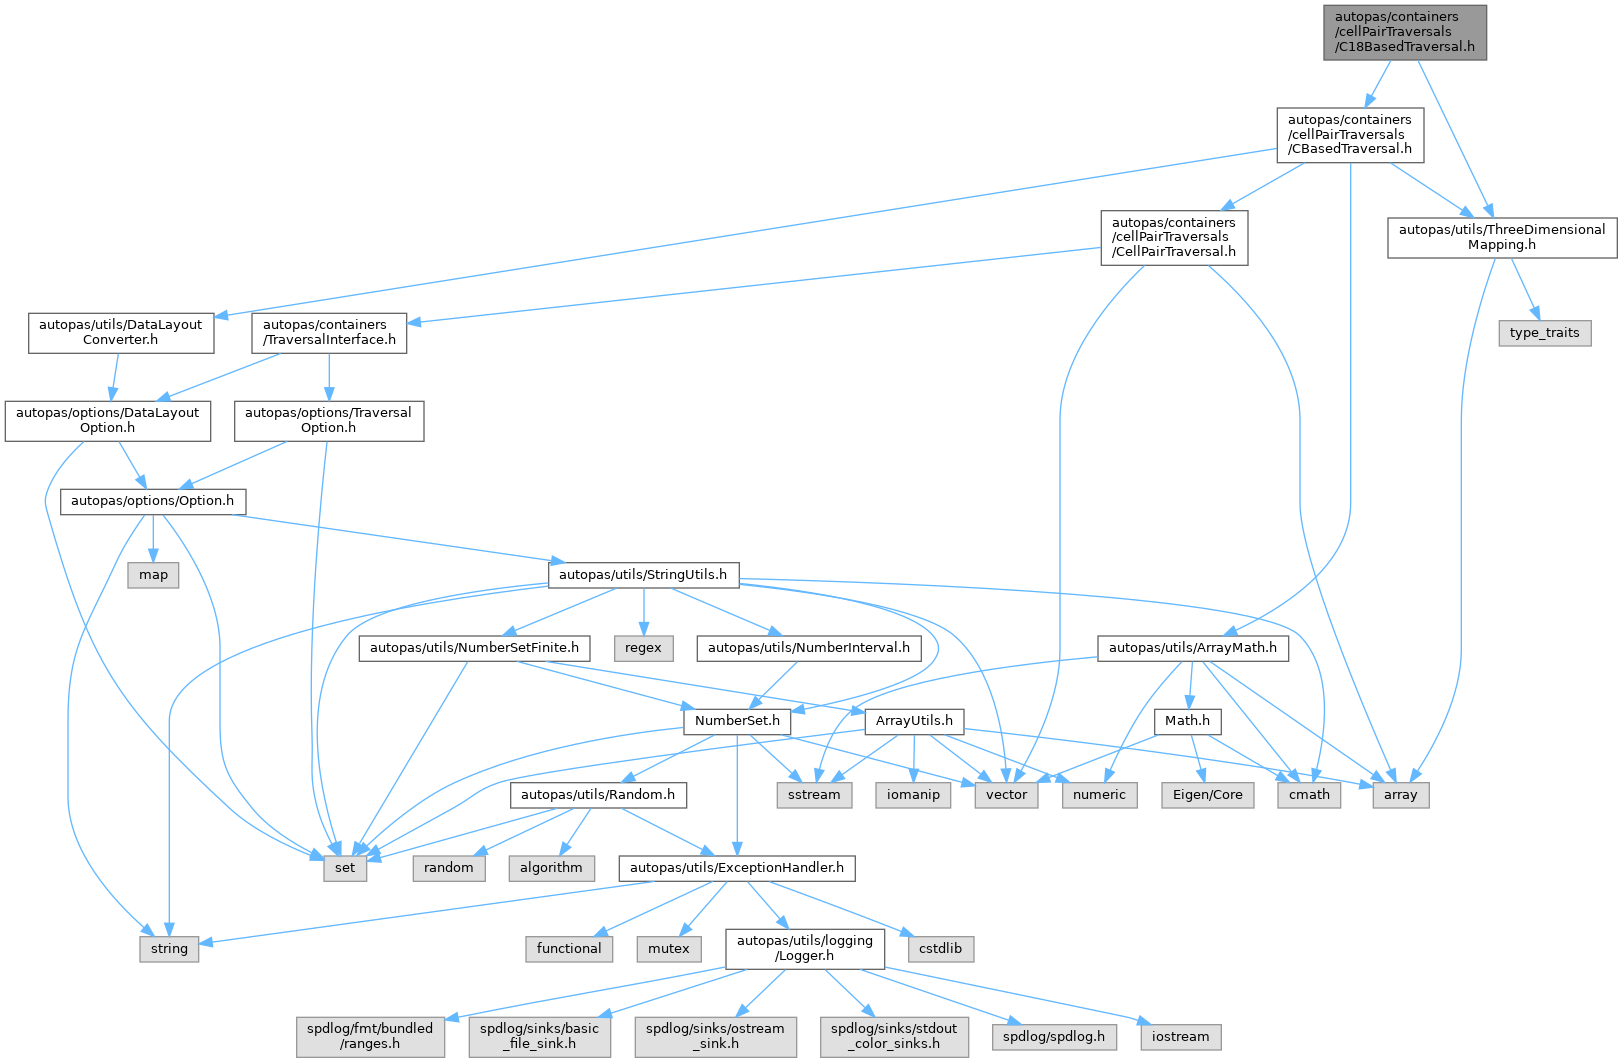 autopas/containers
/cellPairTraversals
/C18BasedTraversal.h
autopas/containers
/cellPairTraversals
/CBasedTraversal.h
autopas/containers
/cellPairTraversals
/CellPairTraversal.h
autopas/utils/ThreeDimensional
Mapping.h
autopas/utils/DataLayout
Converter.h
autopas/containers
/TraversalInterface.h
type_traits
autopas/options/DataLayout
Option.h
autopas/options/Traversal
Option.h
autopas/options/Option.h
map
autopas/utils/StringUtils.h
autopas/utils/NumberSetFinite.h
regex
autopas/utils/NumberInterval.h
autopas/utils/ArrayMath.h
NumberSet.h
ArrayUtils.h
Math.h
autopas/utils/Random.h
sstream
iomanip
vector
numeric
Eigen/Core
cmath
array
set
random
algorithm
autopas/utils/ExceptionHandler.h
string
functional
mutex
autopas/utils/logging
/Logger.h
cstdlib
spdlog/fmt/bundled
/ranges.h
spdlog/sinks/basic
_file_sink.h
spdlog/sinks/ostream
_sink.h
spdlog/sinks/stdout
_color_sinks.h
spdlog/spdlog.h
iostream